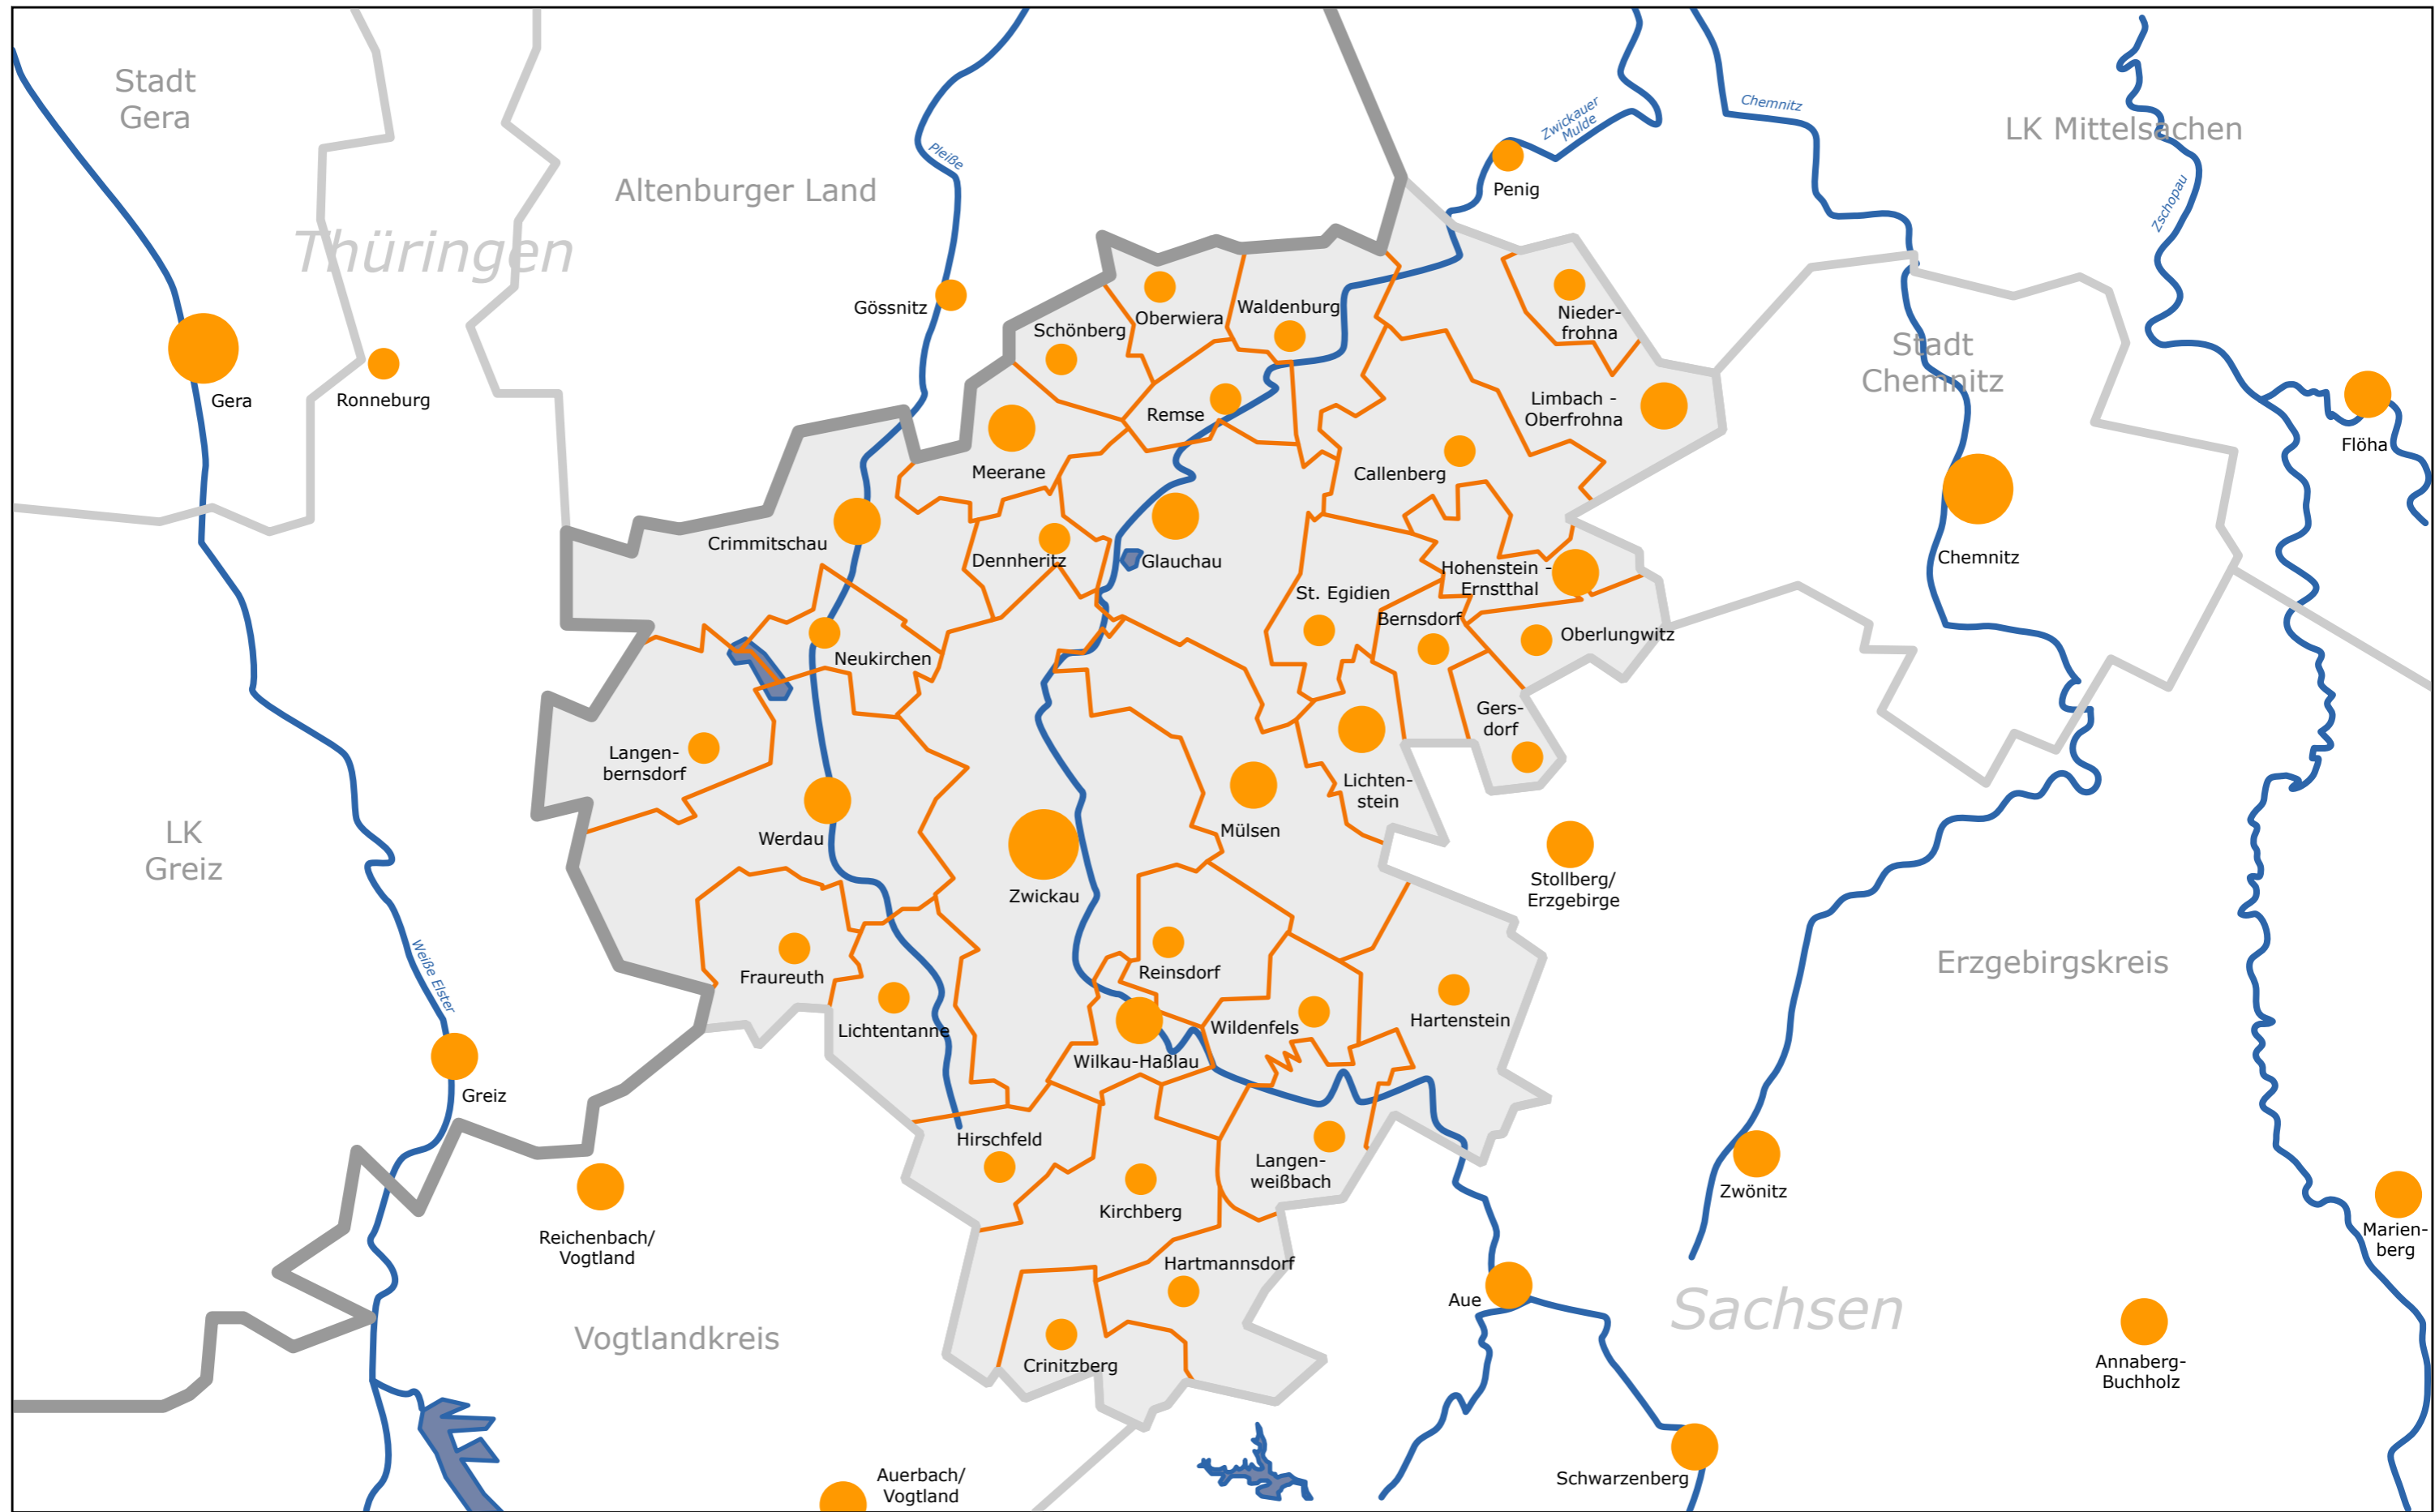 Stadt
Gera
Altenburger Land
Thüringen
Pleiße
Zwickauer
Mulde
Chemnitz
LK Mittelsachen
Zschopau
Penig
Gössnitz
Gera
Ronneburg
Schönberg
Oberwiera
Waldenburg
Nieder-
frohna
Stadt
Chemnitz
Meerane
Remse
Limbach -
Oberfrohna
Callenberg
Flöha
Crimmitschau
Dennheritz
Glauchau
Hohenstein -
Ernstthal
Chemnitz
St. Egidien
Bernsdorf
Oberlungwitz
Neukirchen
Langen-
bernsdorf
Gers-
dorf
Lichten-
stein
LK
Greiz
Werdau
Zwickau
Mülsen
Stollberg/
Erzgebirge
Fraureuth
Reinsdorf
Erzgebirgskreis
Weiße Elster
Lichtentanne
Wildenfels
Hartenstein
Wilkau-Haßlau
Greiz
Hirschfeld
Langen-
weißbach
Kirchberg
Zwönitz
Reichenbach/
Vogtland
Marien-
berg
Hartmannsdorf
Aue
Sachsen
Vogtlandkreis
Crinitzberg
Annaberg-
Buchholz
Auerbach/
Vogtland
Schwarzenberg